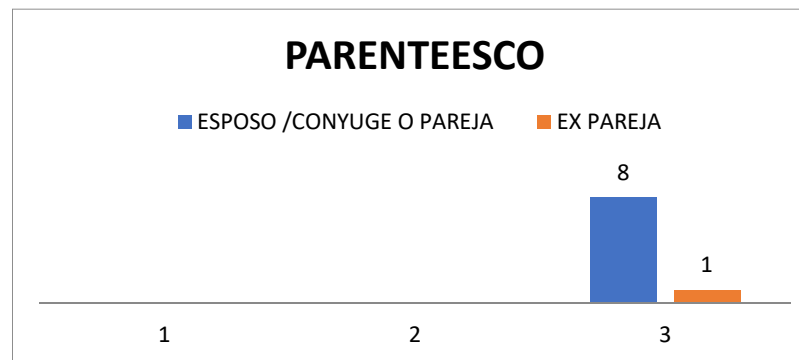 PARENTEESCO
ESPOSO /CONYUGE O PAREJA EX PAREJA
8
1
1 2 3